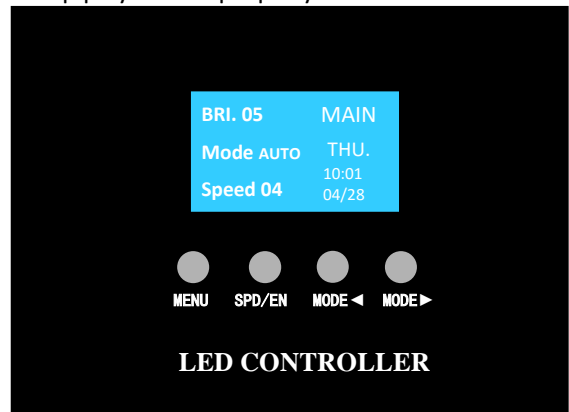 BRI. 05 MAIN
Mode AUTO THU.
10:01
Speed 04 04/28
MENU SPD/EN MODE◄ MODE►
LED CONTROLLER